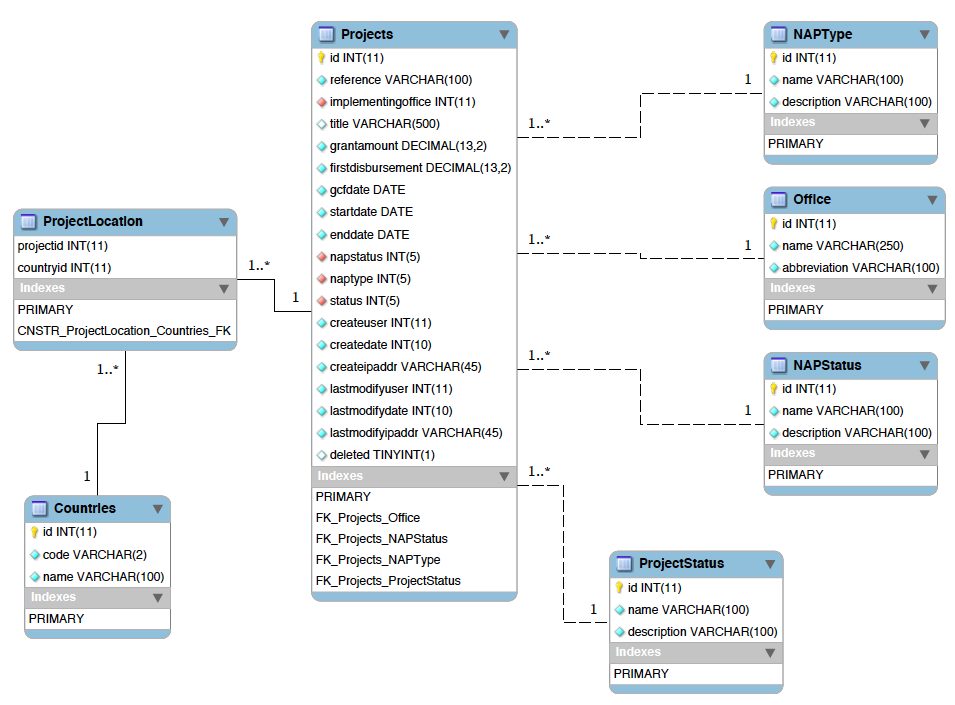 Projects
id INT(11)
reference VARCHAR(100)
implementingoffice INT(11)
title VARCHAR(500)
grantamount DECIMAL(13,2)
firstdisbursement DECIMAL(13,2)
gcfdate DATE
startdate DATE
enddate DATE
napstatus INT(5)
naptype INT(5)
status INT(5)
createuser INT(11)
createdate INT(10)
createipaddr VARCHAR(45)
lastmodifyuser INT(11)
lastmodifydate INT(10)
lastmodifyipaddr VARCHAR(45)
deleted TINYINT(1)
Indexes
PRIMARY
FK_Projects_Office
FK_Projects_NAPStatus
FK_Projects_NAPType
FK_Projects_ProjectStatus
NAPType
id INT(11)
name VARCHAR(100)
description VARCHAR(100)
Indexes
PRIMARY
1
1..*
Office
id INT(11)
name VARCHAR(250)
abbreviation VARCHAR(100)
Indexes
PRIMARY
1..*
1
ProjectLocation
projectid INT(11)
countryid INT(11)
Indexes
PRIMARY
CNSTR_ProjectLocation_Countries_FK
1..*
1
NAPStatus
id INT(11)
name VARCHAR(100)
description VARCHAR(100)
Indexes
PRIMARY
1..*
1
1..*
1
Countries
id INT(11)
code VARCHAR(2)
name VARCHAR(100)
Indexes
PRIMARY
1..*
1
ProjectStatus
id INT(11)
name VARCHAR(100)
description VARCHAR(100)
Indexes
PRIMARY